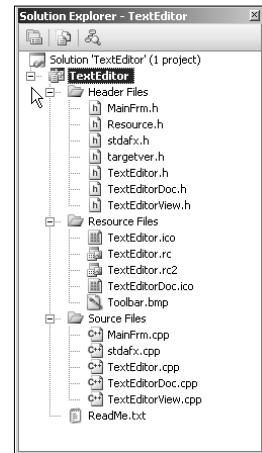 Solution Explorer - TextEditor
Solution 'TextEditor' (1 project)
TextEditor
Header Files
MainFrm.h
Resource.h
stdafx.h
targetver.h
TextEditor.h
TextEditorDoc.h
TextEditorView.h
Resource Files
TextEditor.ico
TextEditor.rc
TextEditor.rc2
TextEditorDoc.ico
Toolbar.bmp
Source Files
MainFrm.cpp
stdafx.cpp
TextEditor.cpp
TextEditorDoc.cpp
TextEditorView.cpp
ReadMe.txt